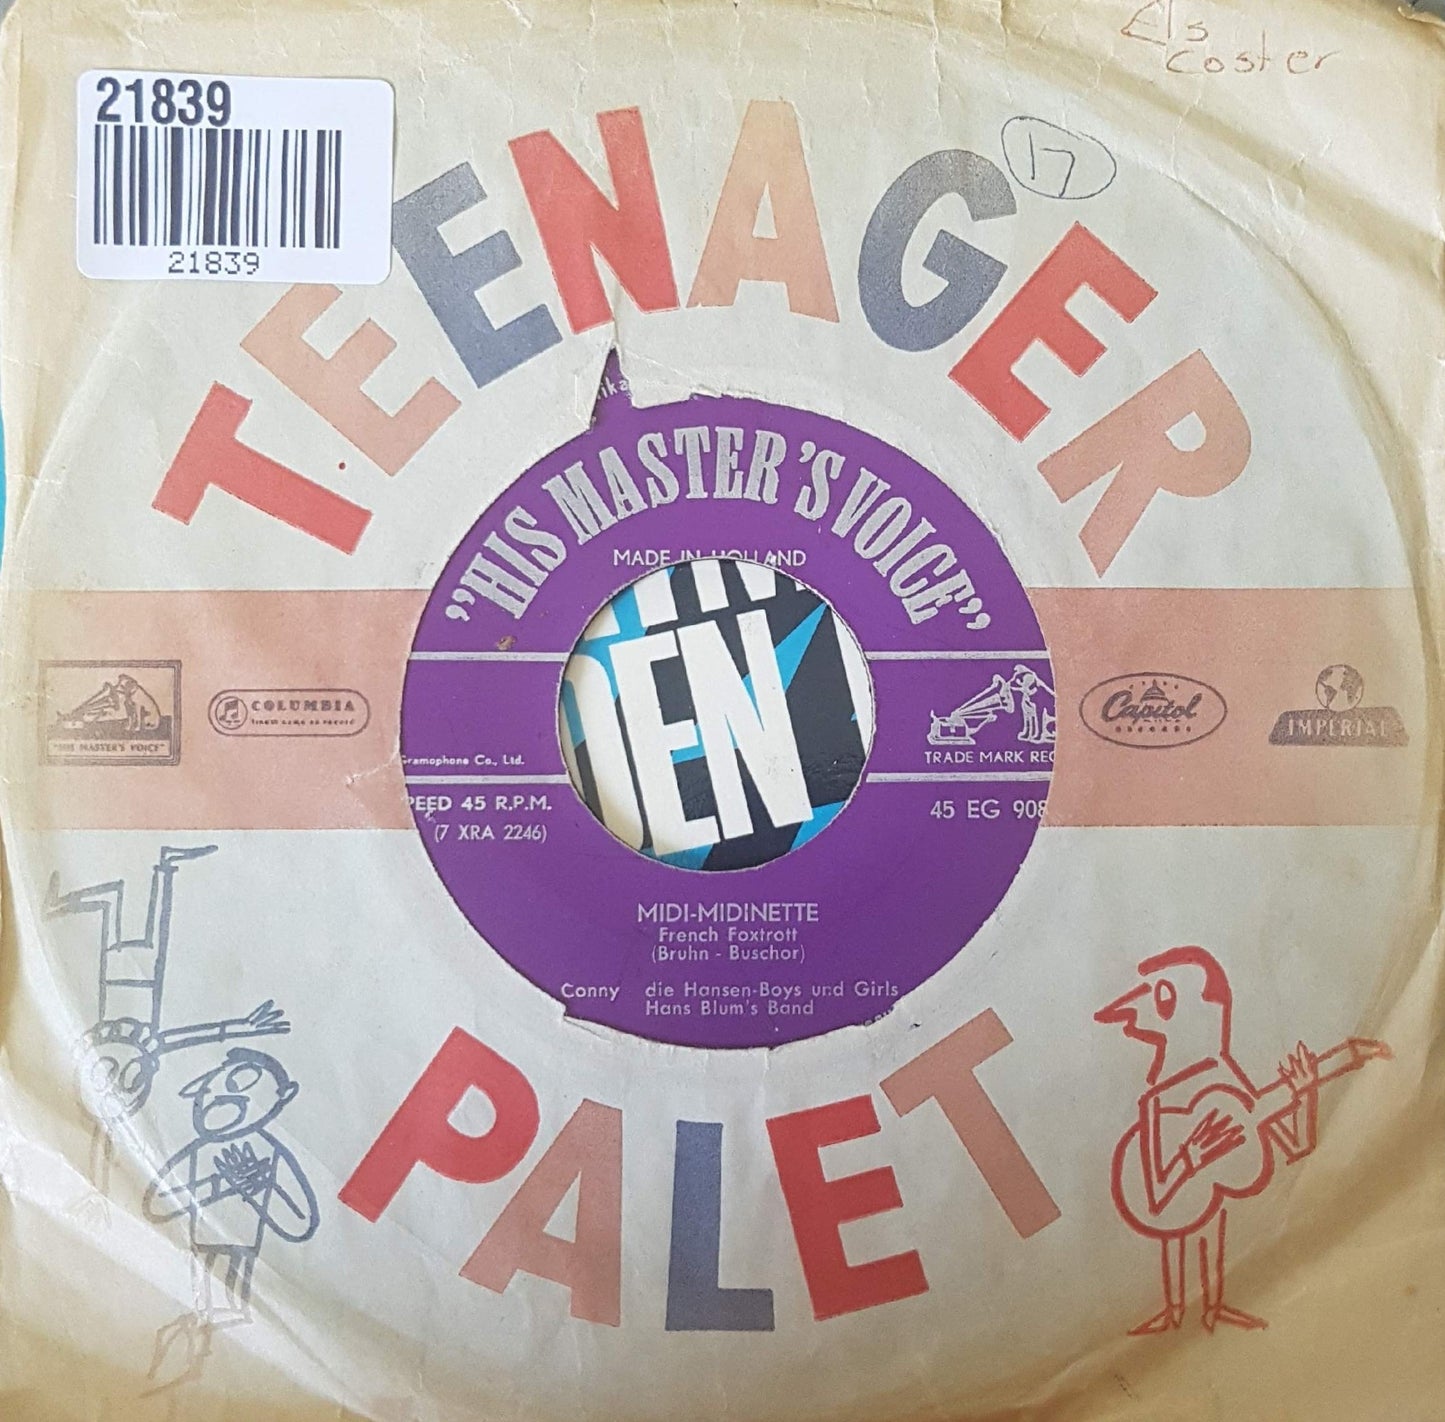 Els
Coster
21839
21839
17
TEENAGER
ika
"HIS MASTER'S VOICE"
MADE IN HOLLAND
DEN
"HIS MASTER'S VOICE"
COLUMBIA
Gramophone Co., Ltd.
TRADE MARK REG
Capitol
RECORDS
IMPERIAL
PEED 45 R.P.M.
(7 XRA 2246)
45 EG 908
MIDI-MIDINETTE
French Foxtrott
(Bruhn - Buschor)
Conny die Hansen-Boys und Girls
Hans Blum's Band
PALET